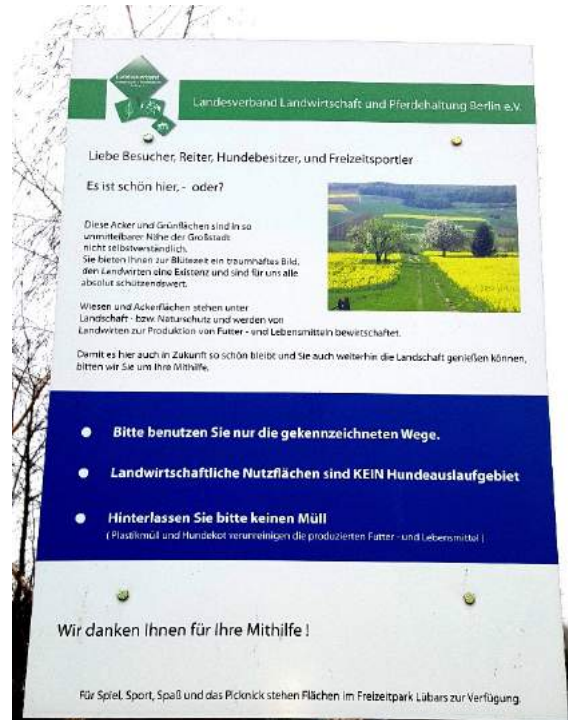 Landesverband Landwirtschaft und Pferdehaltung Berlin e.V.
Liebe Besucher, Reiter, Hundebesitzer, und Freizeitsportler
Es ist schön hier, - oder?
Diese Äcker und Grünflächen sind in so
unmittelbarer Nähe der Großstadt
nicht selbstverständlich.
Sie bieten Ihnen zur Blütezeit ein traumhaftes Bild,
den Landwirten eine Existenz und sind für uns alle
absolut schützenswert.
Wiesen und Ackerflächen stehen unter
Landschaft - bzw. Naturschutz und werden von
Landwirten zur Produktion von Futter - und Lebensmitteln bewirtschaftet.
Damit es hier auch in Zukunft so schön bleibt und Sie auch weiterhin die Landschaft genießen können,
bitten wir Sie um Ihre Mithilfe.
● Bitte benutzen Sie nur die gekennzeichneten Wege.
● Landwirtschaftliche Nutzflächen sind KEIN Hundeauslaufgebiet
● Hinterlassen Sie bitte keinen Müll
( Plastikmüll und Hundekot verunreinigen die produzierten Futter - und Lebensmittel )
Wir danken Ihnen für Ihre Mithilfe !
Für Spiel, Sport, Spaß und das Picknick stehen Flächen im Freizeitpark Lübars zur Verfügung.